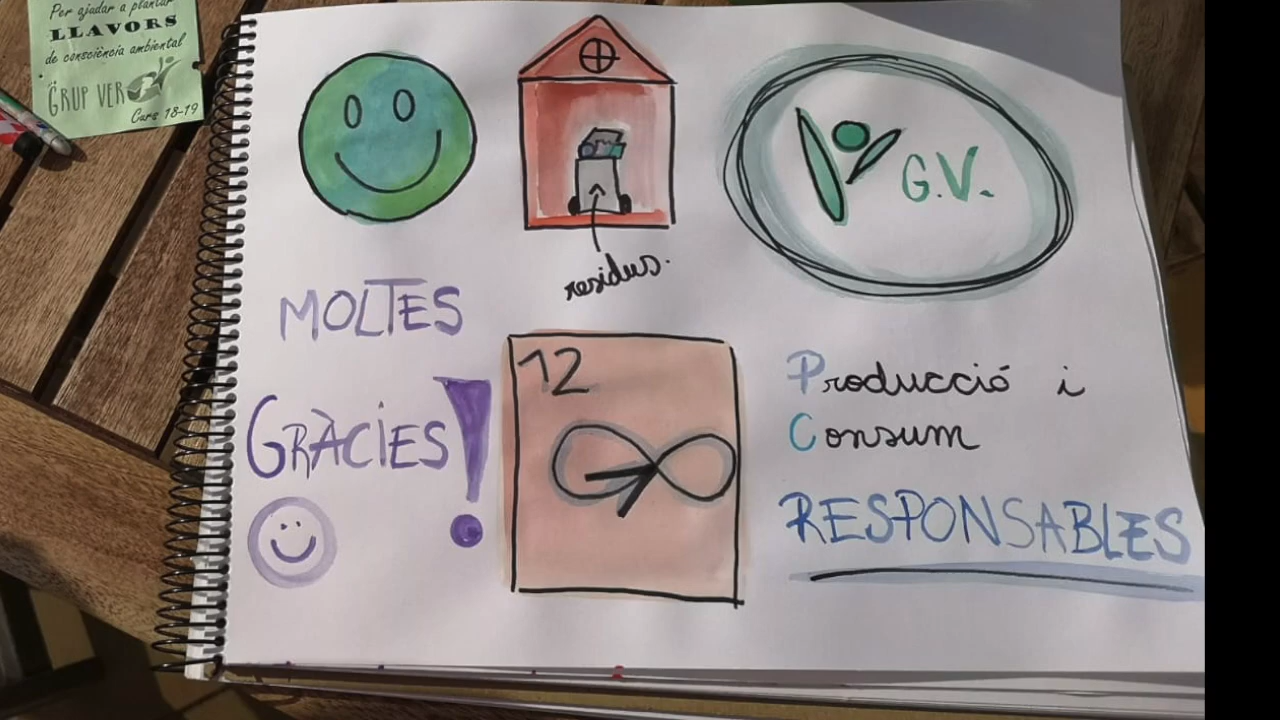 Per ajudar a plantar
LLAVORS
de consciència ambiental
GRUP VER
Curs 18-19
G.V.
residus.
MOLTES
GRÀCIES!
12
Producció i
Consum
RESPONSABLES